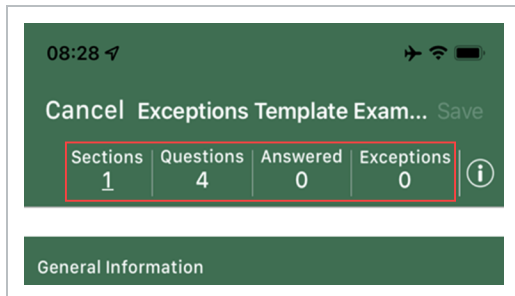 08:28
Cancel Exceptions Template Exam... Save
Sections Questions Answered Exceptions
1 4 0 0
General Information